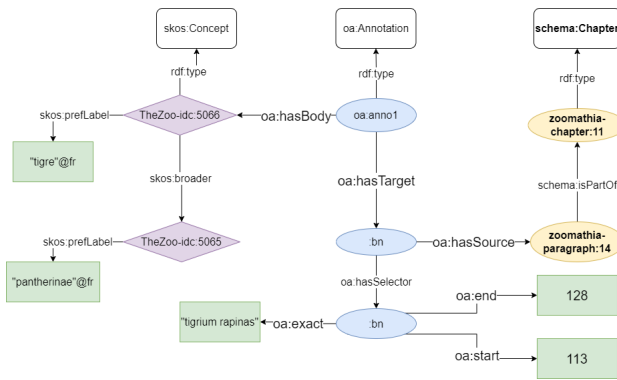 skos:Concept
oa:Annotation
schema:Chapter
rdf:type
rdf:type
rdf:type
skos:prefLabel
TheZoo-idc:5066
oa:hasBody
oa:anno1
zoomathia-
chapter:11
"tigre"@fr
skos:broader
oa:hasTarget
schema:isPartOf
skos:prefLabel
TheZoo-idc:5065
:bn
oa:hasSource
zoomathia-
paragraph:14
"pantherinae"@fr
oa:hasSelector
oa:end
128
"tigrium rapinas"
oa:exact
:bn
oa:start
113